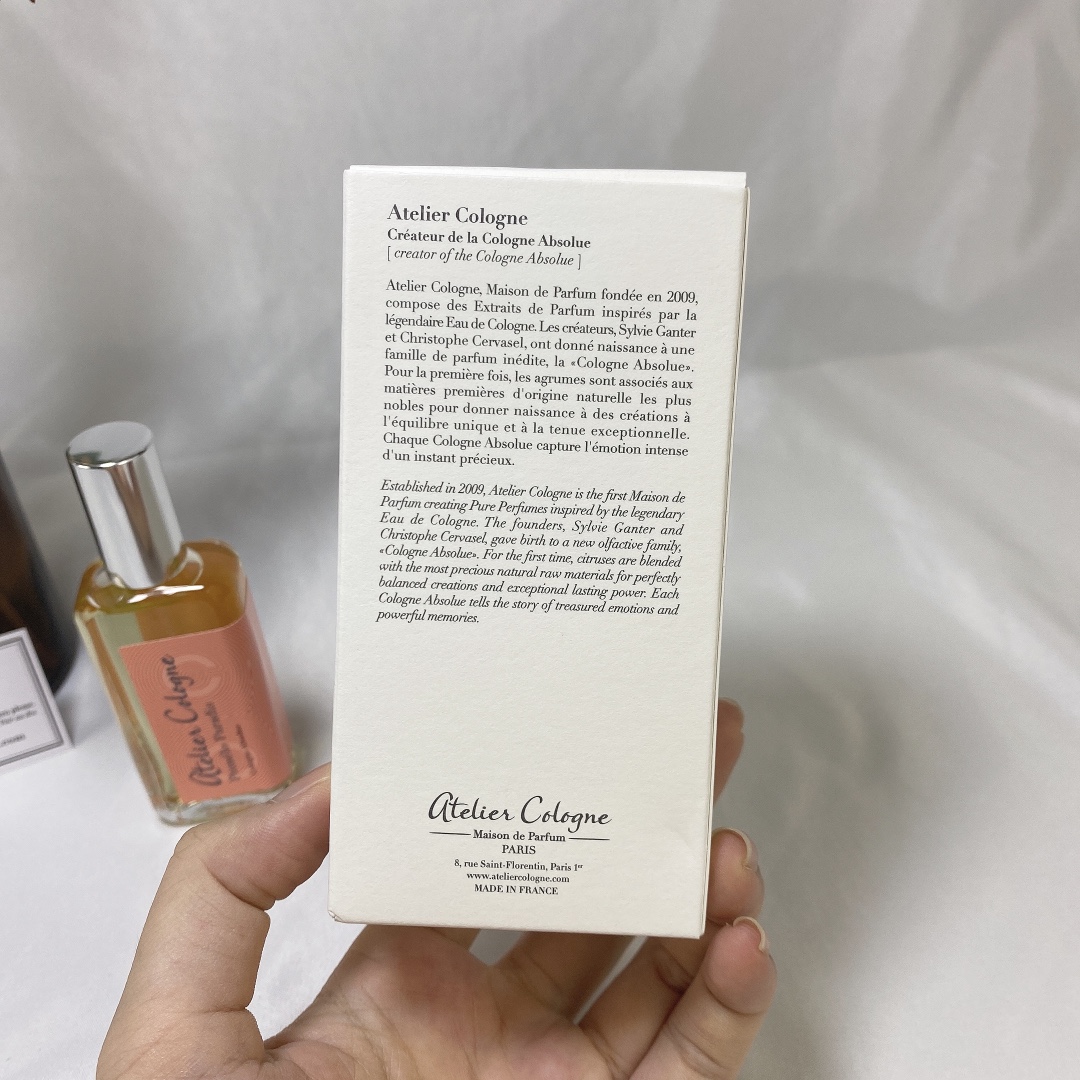 Atelier Cologne
Créateur de la Cologne Absolue
[ creator of the Cologne Absolue ]
Atelier Cologne, Maison de Parfum fondée en 2009,
compose des Extraits de Parfum inspirés par la
légendaire Eau de Cologne. Les créateurs, Sylvie Ganter
et Christophe Cervasel, ont donné naissance à une
famille de parfum inédite, la «Cologne Absolue».
Pour la première fois, les agrumes sont associés aux
matières premières d'origine naturelle les plus
nobles pour donner naissance à des créations à
l'équilibre unique et à la tenue exceptionnelle.
Chaque Cologne Absolue capture l'émotion intense
d'un instant précieux.
Established in 2009, Atelier Cologne is the first Maison de
Parfum creating Pure Perfumes inspired by the legendary
Eau de Cologne. The founders, Sylvie Ganter and
Christophe Cervasel, gave birth to a new olfactive family,
«Cologne Absolue». For the first time, citruses are blended
with the most precious natural raw materials for perfectly
balanced creations and exceptional lasting power. Each
Cologne Absolue tells the story of treasured emotions and
powerful memories.
Atelier Cologne
Maison de Parfum
PARIS
8, rue Saint-Florentin, Paris 1er
www.ateliercologne.com
MADE IN FRANCE
Atelier Cologne